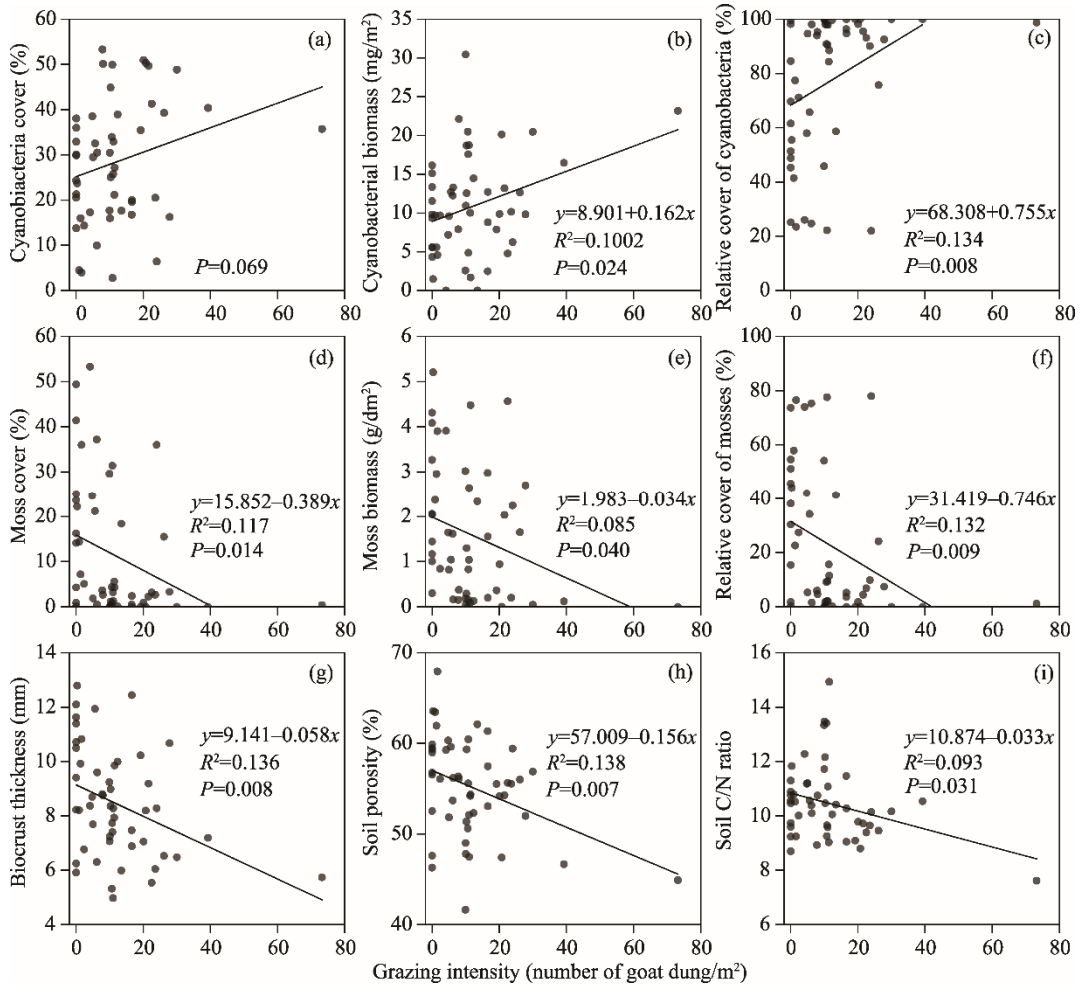 (a)
Cyanobacteria cover (%)
60
50
40
30
20
10
0
P=0.069
0
20
40
60
80
(b)
Cyanobacterial biomass (mg/m²)
35
30
25
20
15
10
5
0
y=8.901+0.162x
R²=0.1002
P=0.024
0
20
40
60
80
(c)
Relative cover of cyanobacteria (%)
100
80
60
40
20
0
y=68.308+0.755x
R²=0.134
P=0.008
0
20
40
60
80
(d)
Moss cover (%)
60
50
40
30
20
10
0
y=15.852–0.389x
R²=0.117
P=0.014
0
20
40
60
80
(e)
Moss biomass (g/dm²)
6
5
4
3
2
1
0
y=1.983–0.034x
R²=0.085
P=0.040
0
20
40
60
80
(f)
Relative cover of mosses (%)
100
80
60
40
20
0
y=31.419–0.746x
R²=0.132
P=0.009
0
20
40
60
80
(g)
Biocrust thickness (mm)
14
12
10
8
6
4
y=9.141–0.058x
R²=0.136
P=0.008
0
20
40
60
80
(h)
Soil porosity (%)
70
60
50
40
y=57.009–0.156x
R²=0.138
P=0.007
0
20
40
60
80
(i)
Soil C/N ratio
16
14
12
10
8
6
y=10.874–0.033x
R²=0.093
P=0.031
0
20
40
60
80
Grazing intensity (number of goat dung/m²)